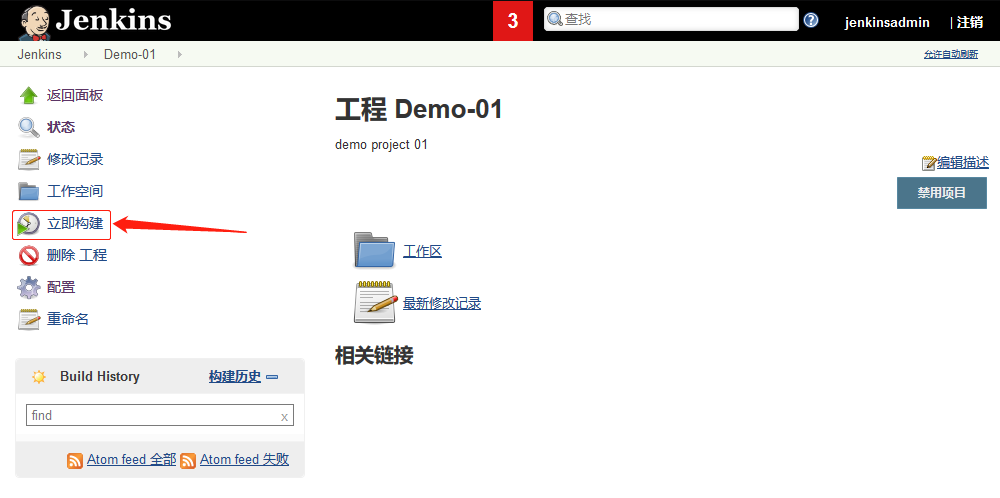 Jenkins
3
查找
jenkinsadmin
| 注销
Jenkins
Demo-01
允许自动刷新
返回面板
状态
修改记录
工作空间
立即构建
删除 工程
配置
重命名
工程 Demo-01
demo project 01
编辑描述
禁用项目
工作区
最新修改记录
相关链接
Build History
构建历史
find
x
Atom feed 全部
Atom feed 失败